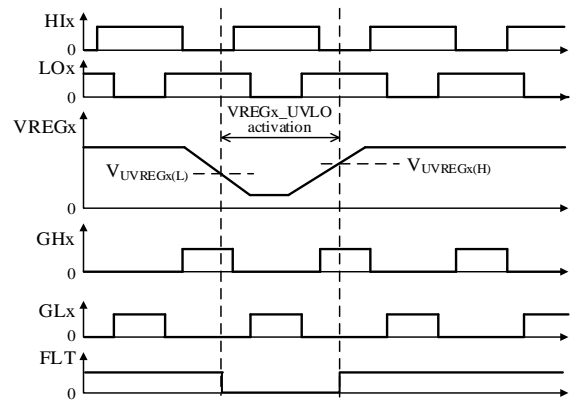 HIx
0
LOx
0
VREGx_UVLO
activation
VREGx
VUVREGx(L)
VUVREGx(H)
0
GHx
0
GLx
0
FLT
0